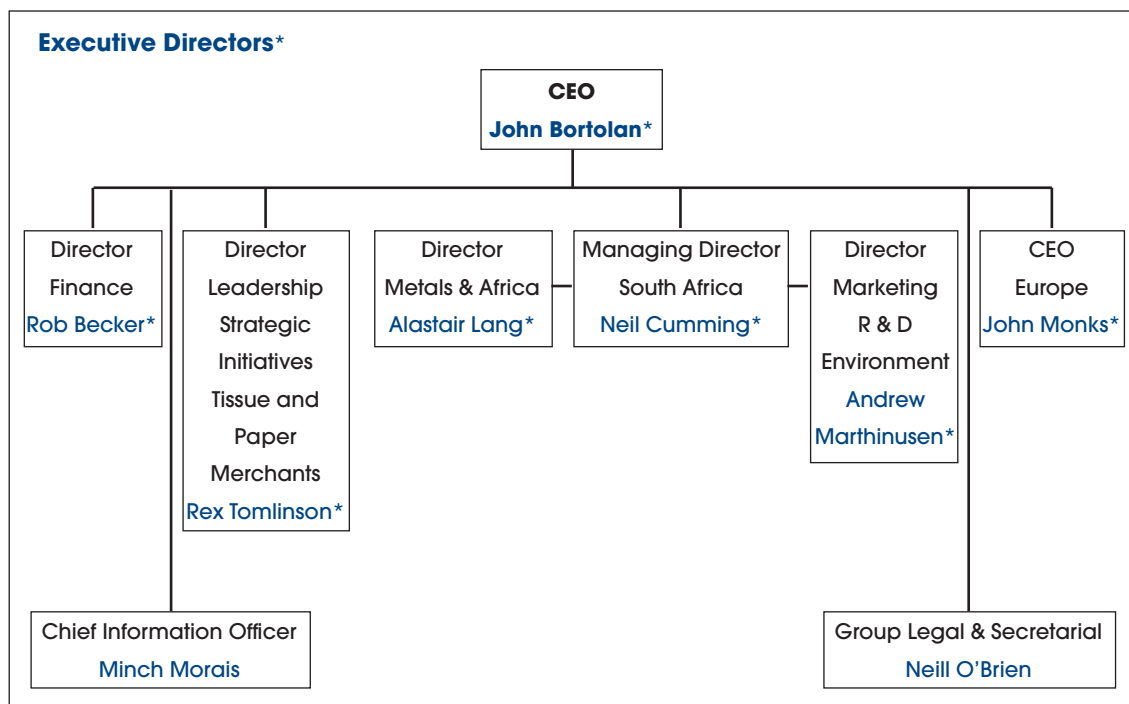 Executive Directors*
CEO
John Bortolan*
Director
Finance
Rob Becker*
Director
Leadership
Strategic
Initiatives
Tissue and
Paper
Merchants
Rex Tomlinson*
Director
Metals & Africa
Alastair Lang*
Managing Director
South Africa
Neil Cumming*
Director
Marketing
R & D
Environment
Andrew
Marthinusen*
CEO
Europe
John Monks*
Chief Information Officer
Minch Morais
Group Legal & Secretarial
Neill O’Brien